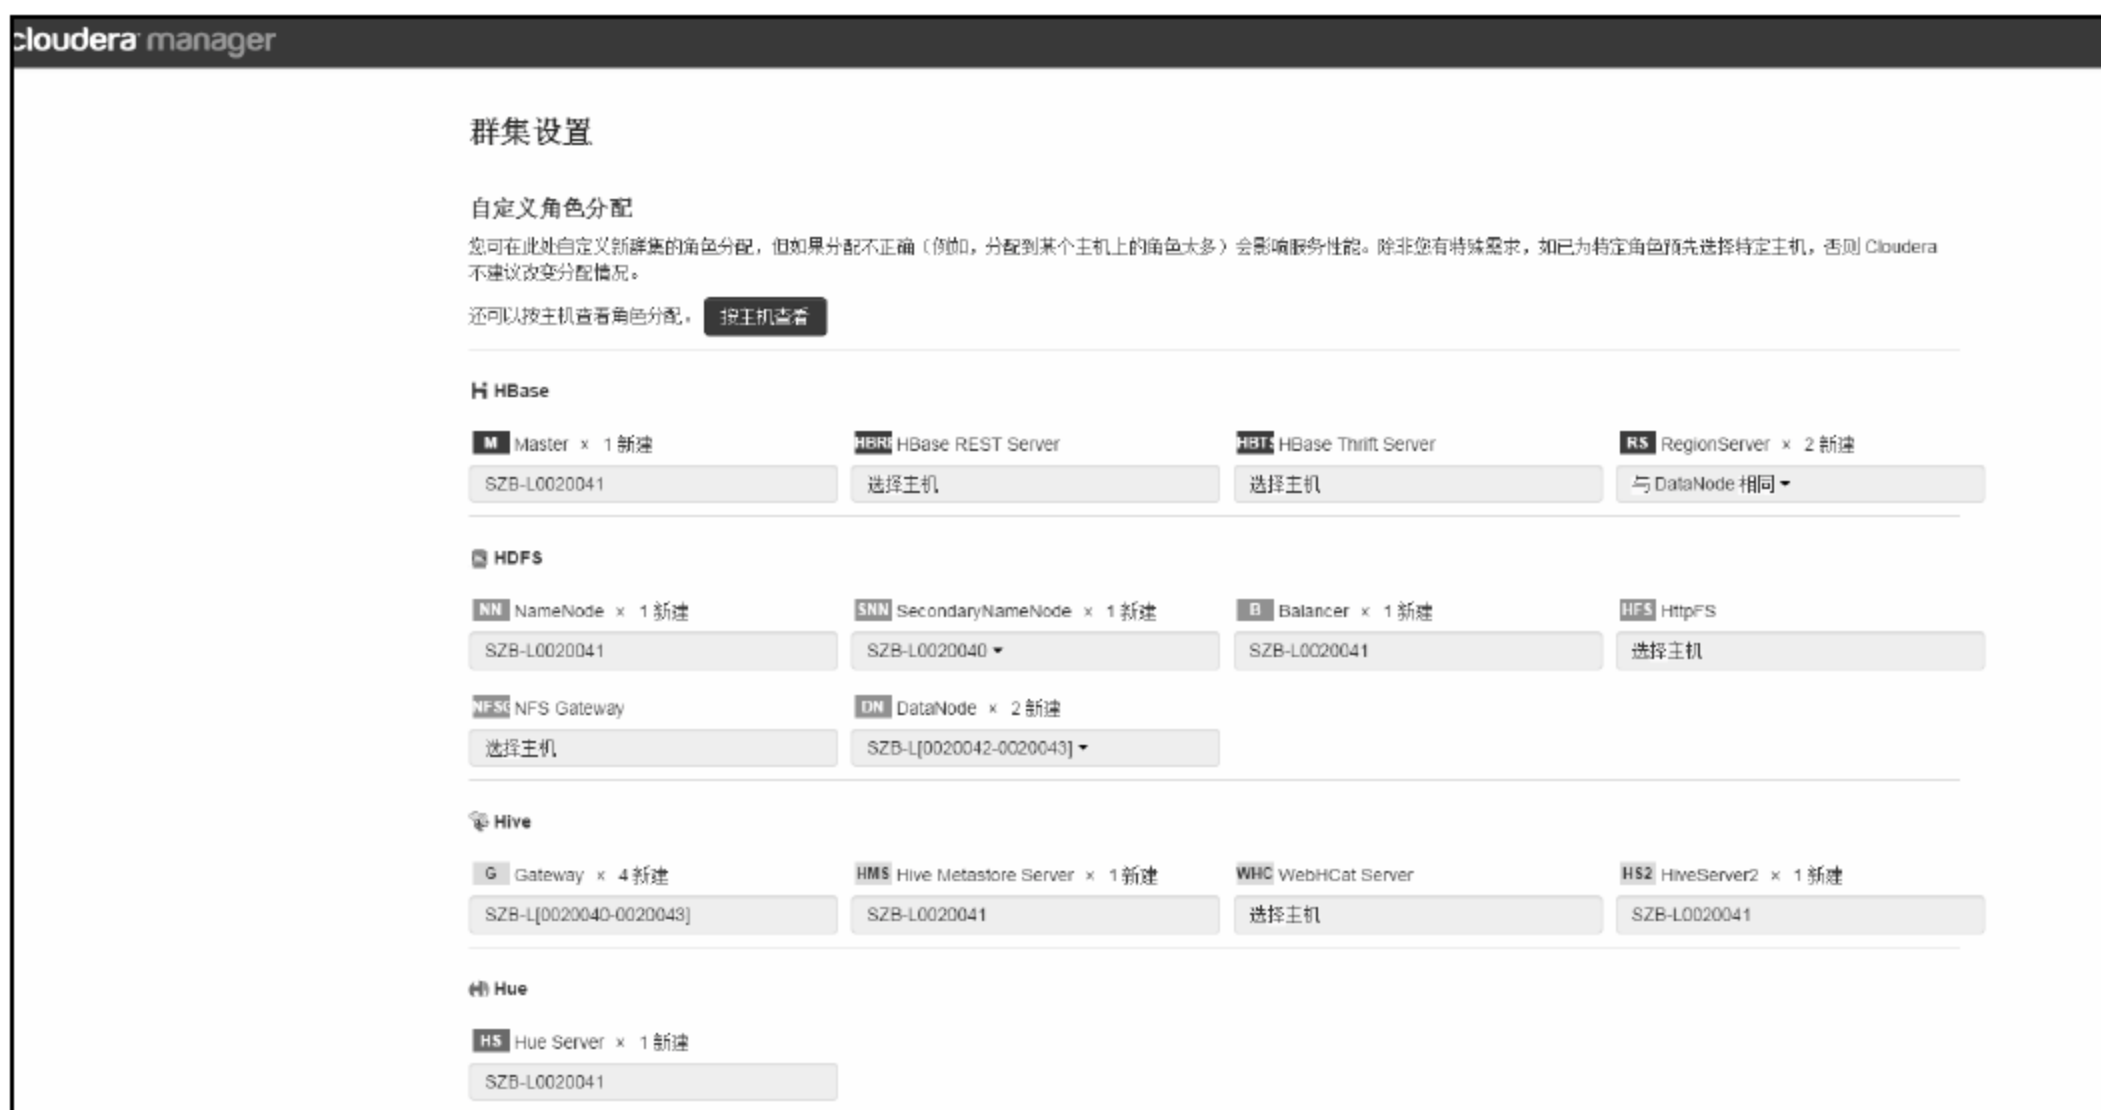 cloudera manager
群集设置
自定义角色分配
您可在此处自定义新群集的角色分配，但如果分配不正确（例如，分配到某个主机上的角色太多）会影响服务性能。除非您有特殊需求，如已为特定角色预先选择特定主机，否则 Cloudera
不建议改变分配情况。
还可以按主机查看角色分配。 按主机查看
HBase
M Master × 1 新建 HBRE HBase REST Server HBTS HBase Thrift Server RS RegionServer × 2 新建
SZB-L0020041 选择主机 选择主机 与 DataNode 相同
HDFS
NN NameNode × 1 新建 SNN SecondaryNameNode × 1 新建 B Balancer × 1 新建 HFS HttpFS
SZB-L0020041 SZB-L0020040 SZB-L0020041 选择主机
NFSG NFS Gateway DN DataNode × 2 新建
选择主机 SZB-L[0020042-0020043]
Hive
G Gateway × 4 新建 HMS Hive Metastore Server × 1 新建 WHC WebHCat Server HS2 HiveServer2 × 1 新建
SZB-L[0020040-0020043] SZB-L0020041 选择主机 SZB-L0020041
Hue
HS Hue Server × 1 新建
SZB-L0020041